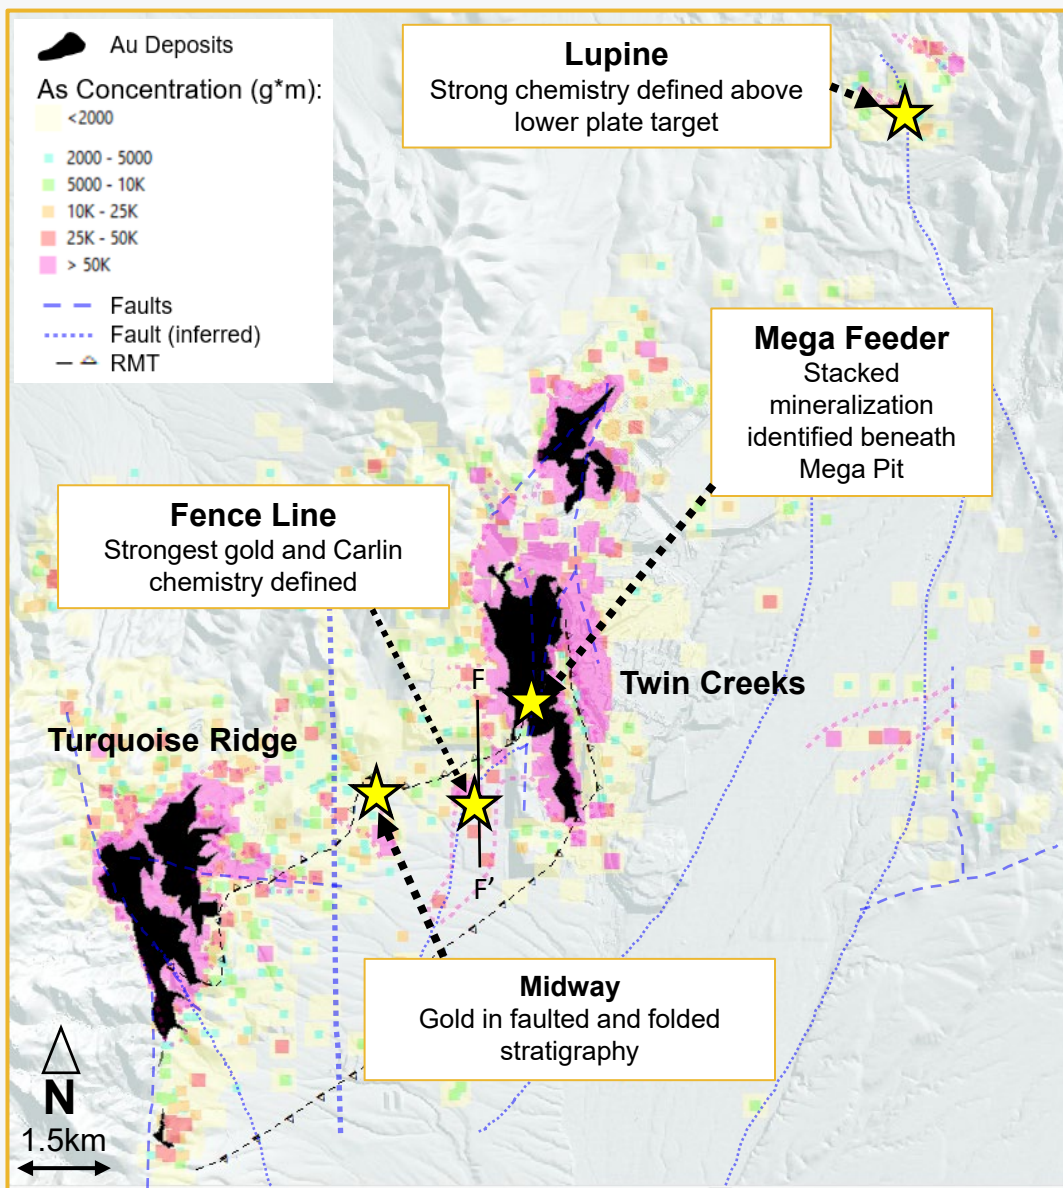 Au Deposits
As Concentration (g*m):
<2000
2000 - 5000
5000 - 10K
10K - 25K
25K - 50K
> 50K
Faults
Fault (inferred)
RMT
Lupine
Strong chemistry defined above
lower plate target
Mega Feeder
Stacked
mineralization
identified beneath
Mega Pit
Fence Line
Strongest gold and Carlin
chemistry defined
F
Twin Creeks
Turquoise Ridge
F’
Midway
Gold in faulted and folded
stratigraphy
N
1.5km